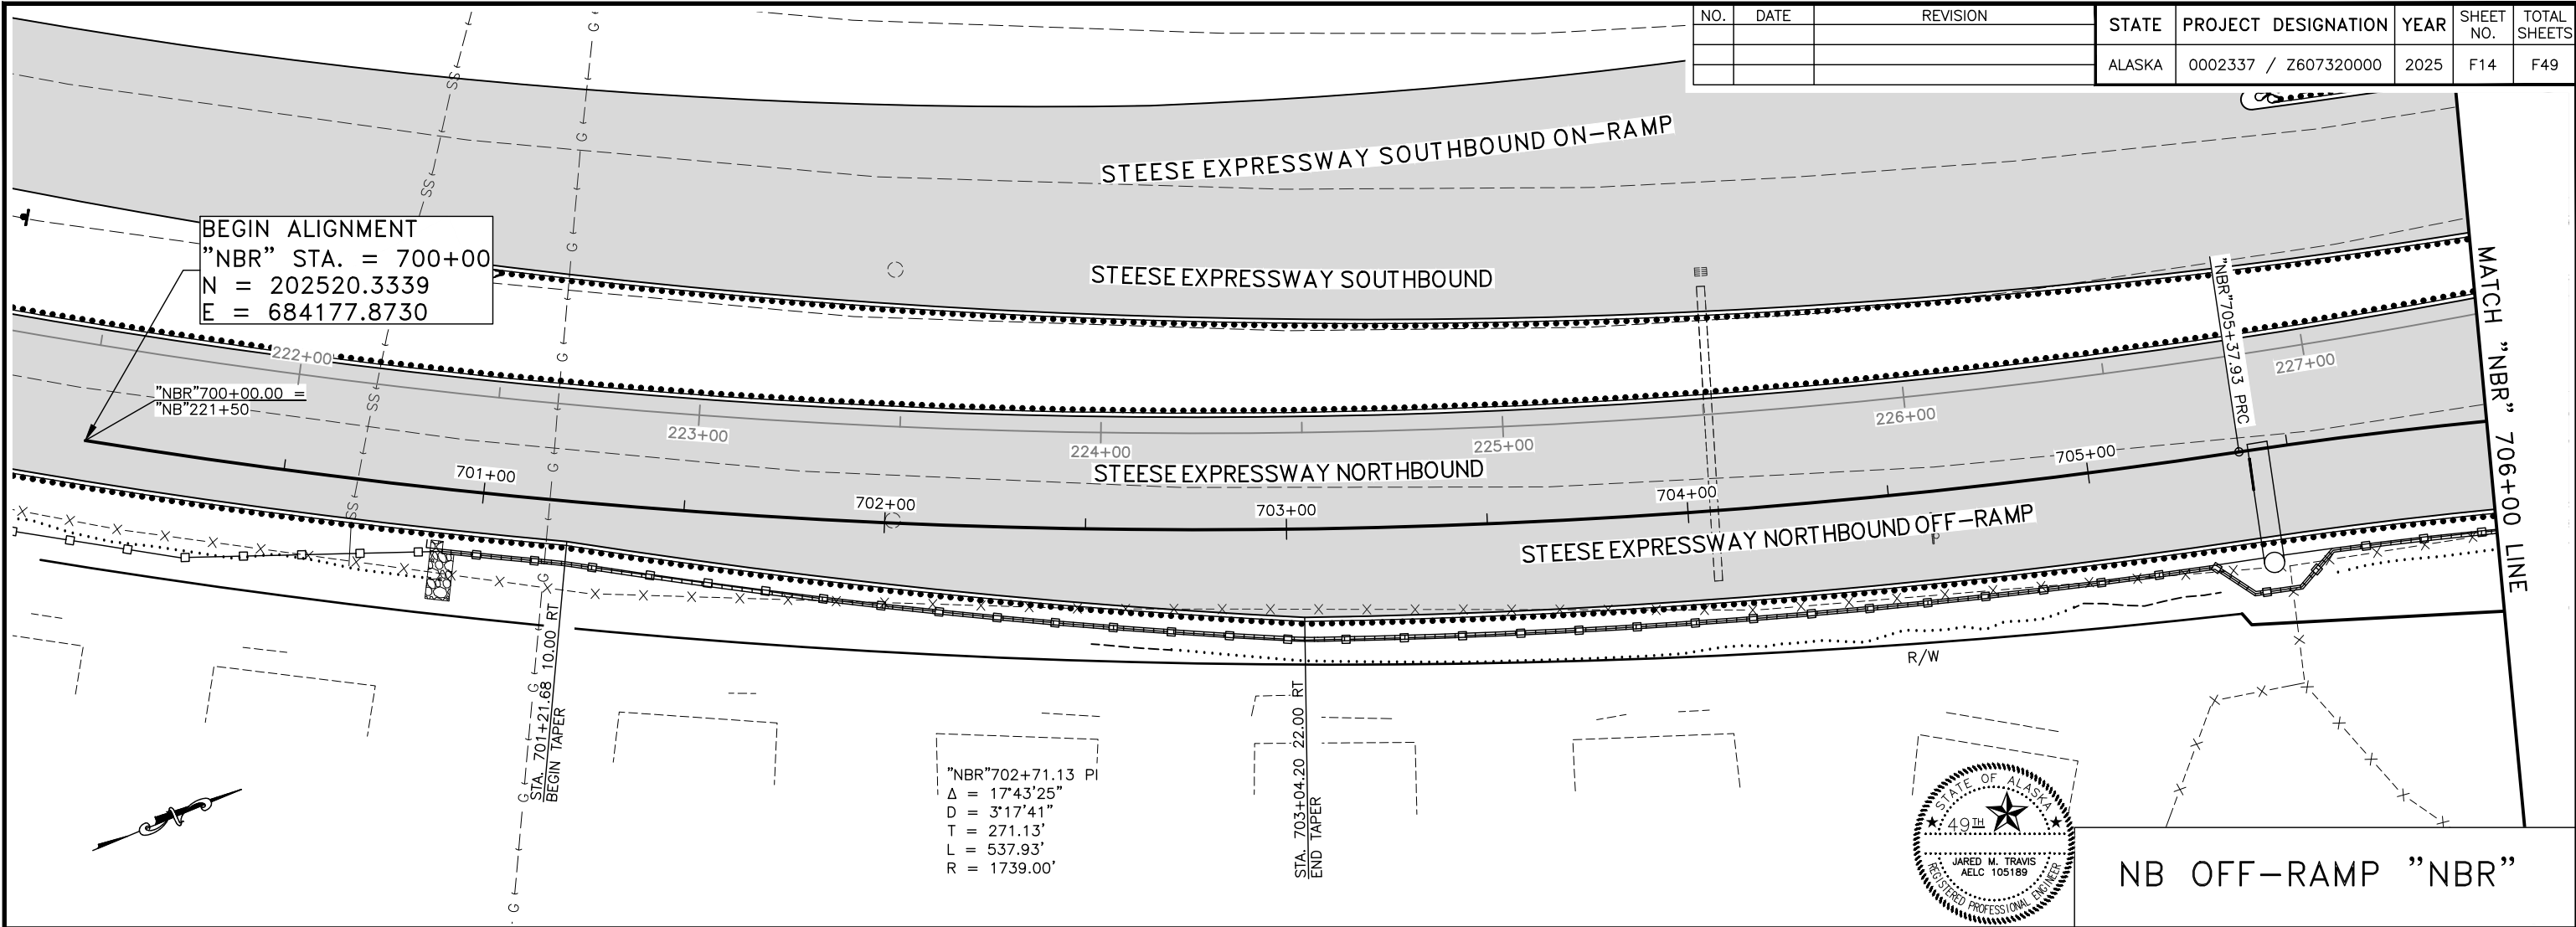 NO. DATE REVISION
STATE PROJECT DESIGNATION YEAR SHEET NO. TOTAL SHEETS
ALASKA 0002337 / Z607320000 2025 F14 F49
STEESE EXPRESSWAY SOUTHBOUND ON-RAMP
BEGIN ALIGNMENT
"NBR" STA. = 700+00
N = 202520.3339
E = 684177.8730
STEESE EXPRESSWAY SOUTHBOUND
"NBR"700+00.00 =
"NB"221+50
222+00
223+00
224+00
225+00
226+00
227+00
STEESE EXPRESSWAY NORTHBOUND
701+00
702+00
703+00
704+00
705+00
STEESE EXPRESSWAY NORTHBOUND OFF-RAMP
"NBR"705+37.93 PRC
MATCH "NBR" 706+00 LINE
SS
SS
SS
SS
G
G
G
G
G
G
G
G
G
G
R/W
P
STA. 701+21.68 10.00 RT
BEGIN TAPER
STA. 703+04.20 22.00 RT
END TAPER
"NBR"702+71.13 PI
Δ = 17°43'25"
D = 3°17'41"
T = 271.13'
L = 537.93'
R = 1739.00'
STATE OF ALASKA
49TH
JARED M. TRAVIS
AELC 105189
REGISTERED PROFESSIONAL ENGINEER
NB OFF-RAMP "NBR"